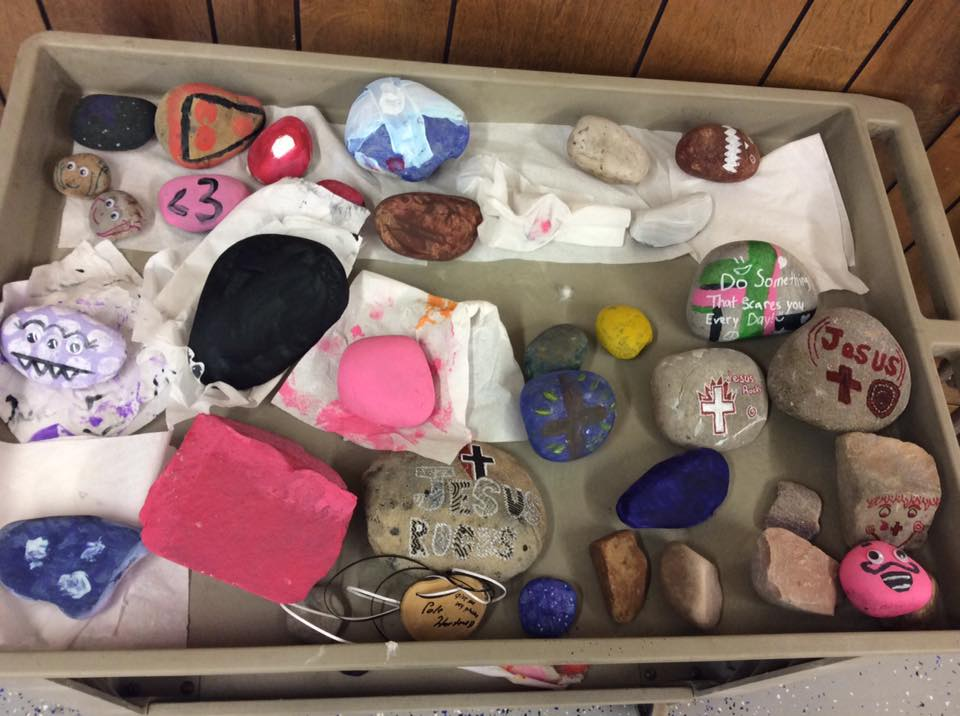 <3
Do Something
That scares you
Every Day!
Jesus
Rocks
Jesus
JESUS
ROCKS